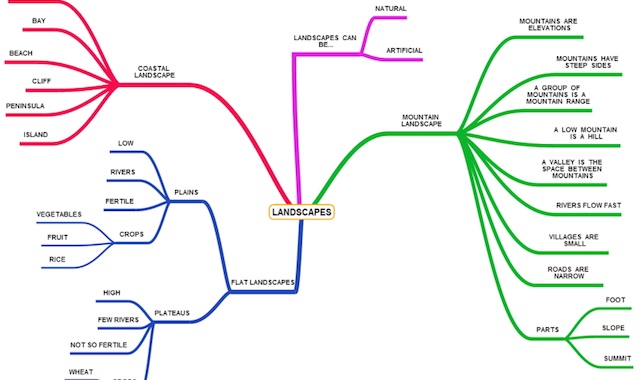 LANDSCAPES
LANDSCAPES CAN
BE...
NATURAL
ARTIFICIAL
COASTAL
LANDSCAPE
BAY
BEACH
CLIFF
PENINSULA
ISLAND
MOUNTAIN
LANDSCAPE
MOUNTAINS ARE
ELEVATIONS
MOUNTAINS HAVE
STEEP SIDES
A GROUP OF
MOUNTAINS IS A
MOUNTAIN RANGE
A LOW MOUNTAIN
IS A HILL
A VALLEY IS THE
SPACE BETWEEN
MOUNTAINS
RIVERS FLOW FAST
VILLAGES ARE
SMALL
ROADS ARE
NARROW
PARTS
FOOT
SLOPE
SUMMIT
FLAT LANDSCAPES
PLAINS
LOW
RIVERS
FERTILE
CROPS
VEGETABLES
FRUIT
RICE
PLATEAUS
HIGH
FEW RIVERS
NOT SO FERTILE
WHEAT